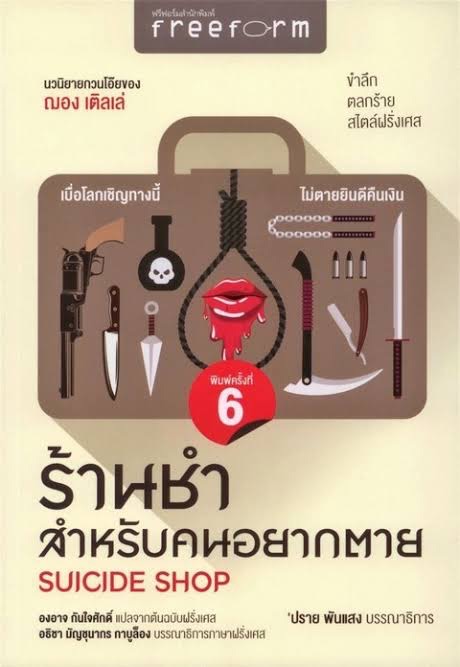 ฟรีฟอร์มสำนักพิมพ์
freeform
นวนิยายกวนโอ๊ยของ
ฌอง เติลเล่
ขำลึก
ตลกร้าย
สไตล์ฝรั่งเศส
เบื่อโลกเชิญทางนี้
ไม่ตายยินดีคืนเงิน
พิมพ์ครั้งที่
6
ร้านชำ
สำหรับคนอยากตาย
SUICIDE SHOP
องอาจ กันใจศักดิ์ แปลจากต้นฉบับฝรั่งเศส
อธิชา มัญชุนากร กาบูล็อง บรรณาธิการภาษาฝรั่งเศส
'ปราย พันแสง บรรณาธิการ